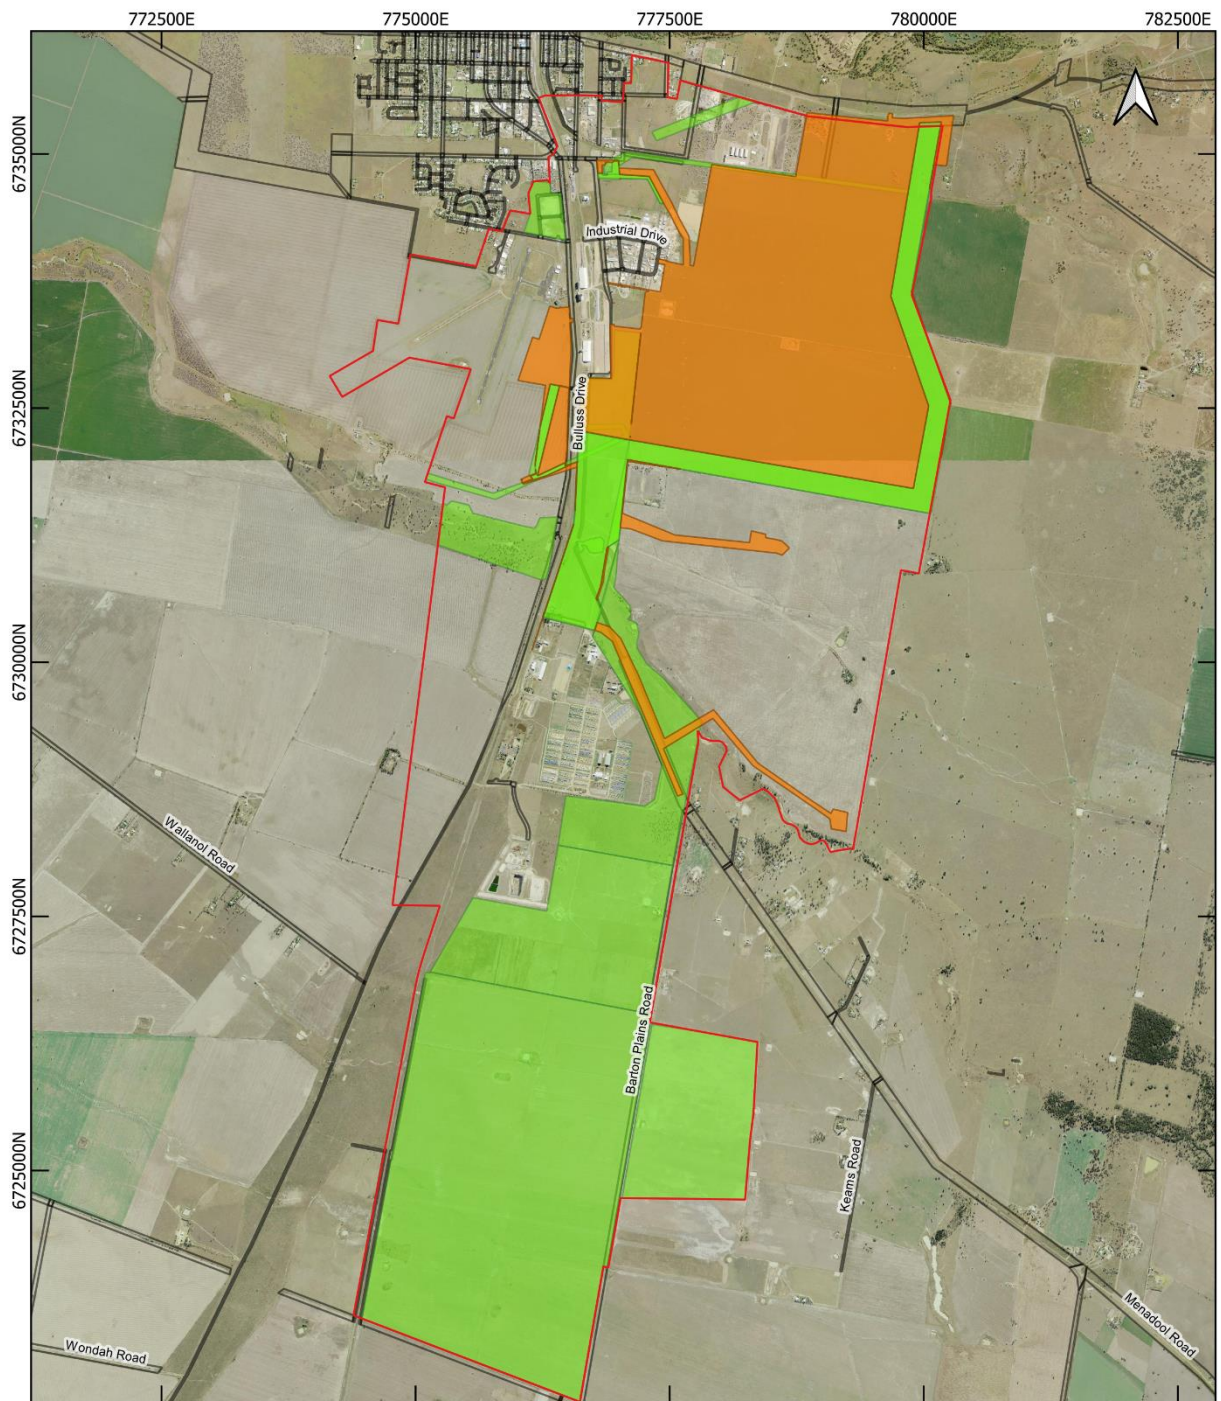 772500E
775000E
777500E
780000E
782500E
6735000N
Industrial Drive
6732500N
Bulluss Drive
6730000N
Wallanol Road
6727500N
Barton Plains Road
6725000N
Keams Road
Menadool Road
Wondah Road